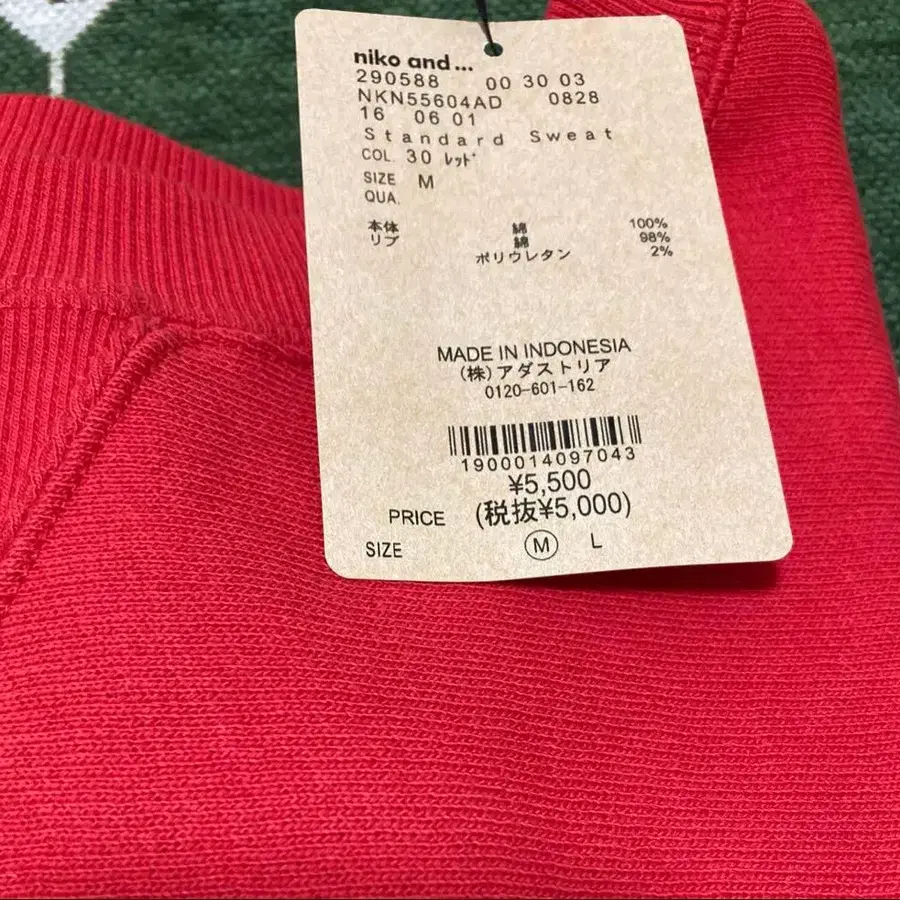 niko and ...
290588 00 30 03
NKN55604AD 0828
16 06 01
Standard Sweat
COL. 30 ﾚｯﾄﾞ
SIZE M
QUA.
本体 綿 100%
リブ 綿 98%
ポリウレタン 2%
MADE IN INDONESIA
(株)アダストリア
0120-601-162
1900014097043
¥5,500
PRICE (税抜¥5,000)
SIZE M L